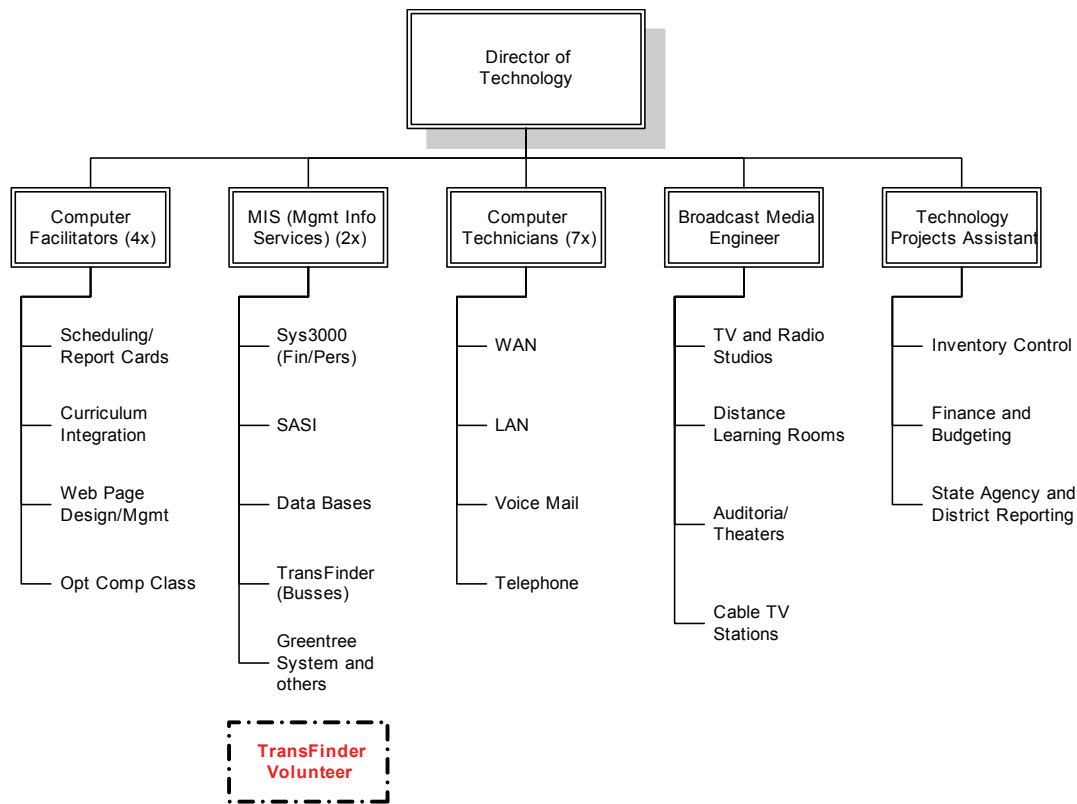 Director of
Technology
Computer
Facilitators (4x)
MIS (Mgmt Info
Services) (2x)
Computer
Technicians (7x)
Broadcast Media
Engineer
Technology
Projects Assistant
Scheduling/
Report Cards
Curriculum
Integration
Web Page
Design/Mgmt
Opt Comp Class
Sys3000
(Fin/Pers)
SASI
Data Bases
TransFinder
(Busses)
Greentree
System and
others
TransFinder
Volunteer
WAN
LAN
Voice Mail
Telephone
TV and Radio
Studios
Distance
Learning Rooms
Auditoria/
Theaters
Cable TV
Stations
Inventory Control
Finance and
Budgeting
State Agency and
District Reporting